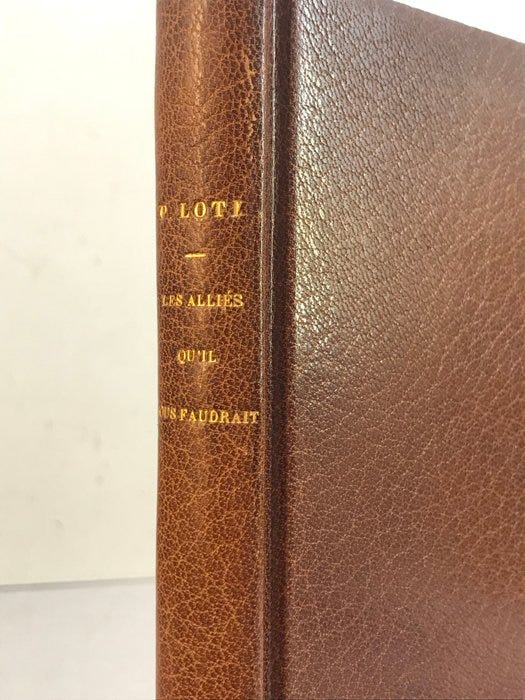 P LOTI
LES ALLIÉS
QU'IL
NOUS FAUDRAIT